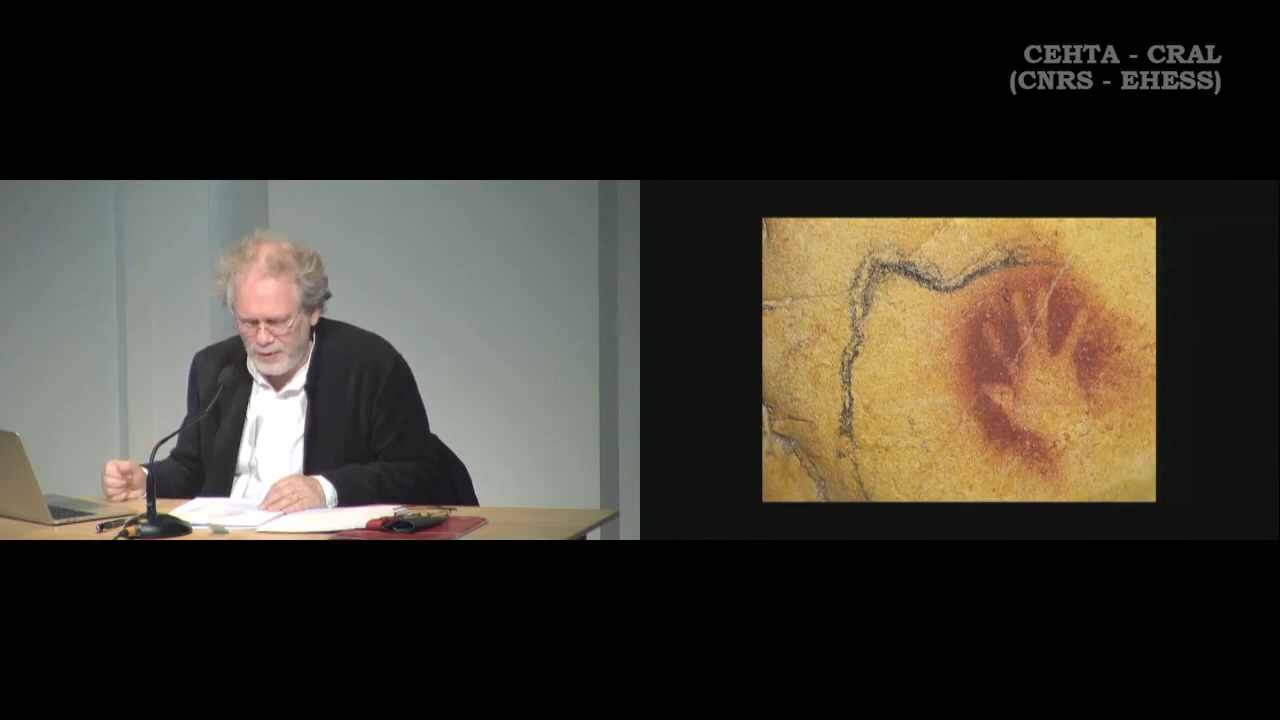 CEHTA - CRAL
(CNRS - EHESS)